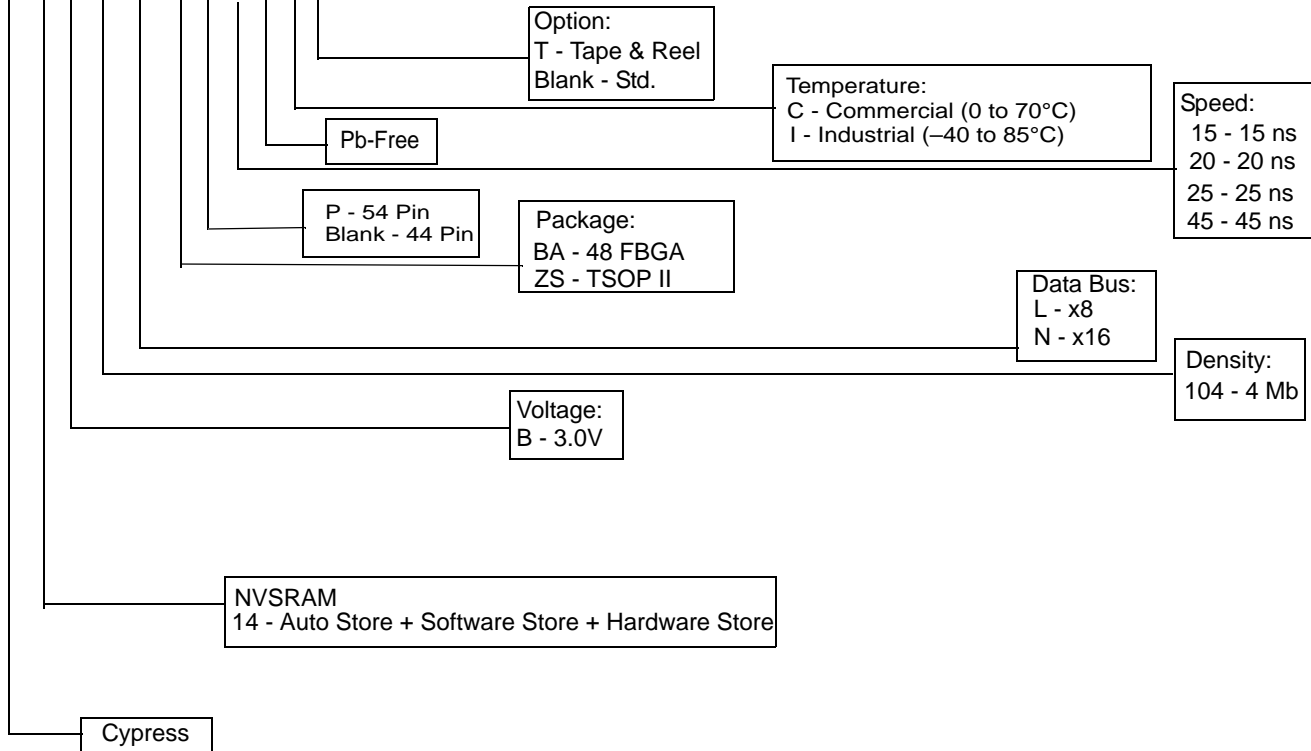 Option:
T - Tape & Reel
Blank - Std.
Temperature:
C - Commercial (0 to 70°C)
I - Industrial (–40 to 85°C)
Speed:
15 - 15 ns
20 - 20 ns
25 - 25 ns
45 - 45 ns
Pb-Free
P - 54 Pin
Blank - 44 Pin
Package:
BA - 48 FBGA
ZS - TSOP II
Data Bus:
L - x8
N - x16
Density:
104 - 4 Mb
Voltage:
B - 3.0V
NVSRAM
14 - Auto Store + Software Store + Hardware Store
Cypress